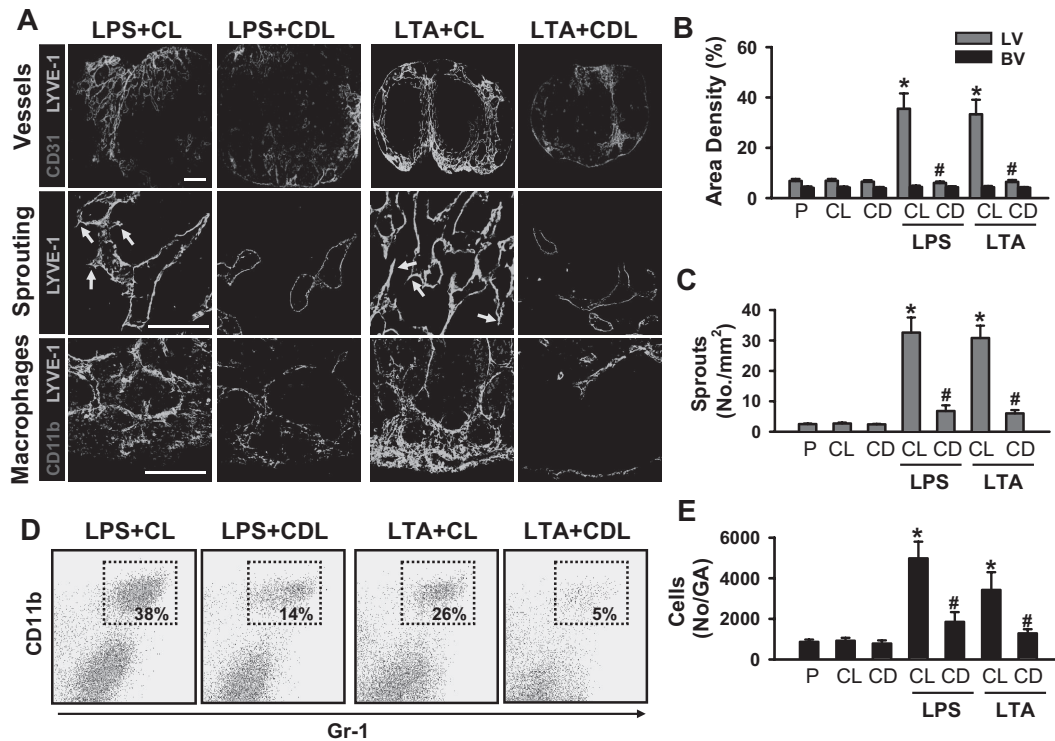 A
LPS+CL LPS+CDL LTA+CL LTA+CDL
Vessels
CD31 LYVE-1
Sprouting
LYVE-1
Macrophages
CD11b LYVE-1
B
Area Density (%)
60
40
20
0
LV
BV
* # * #
P CL CD CL CD CL CD
LPS LTA
C
Sprouts
(No./mm²)
40
30
20
10
0
* # * #
P CL CD CL CD CL CD
LPS LTA
D
LPS+CL LPS+CDL LTA+CL LTA+CDL
CD11b
38% 14% 26% 5%
Gr-1
E
Cells
(No/GA)
6000
4000
2000
0
* # * #
P CL CD CL CD CL CD
LPS LTA